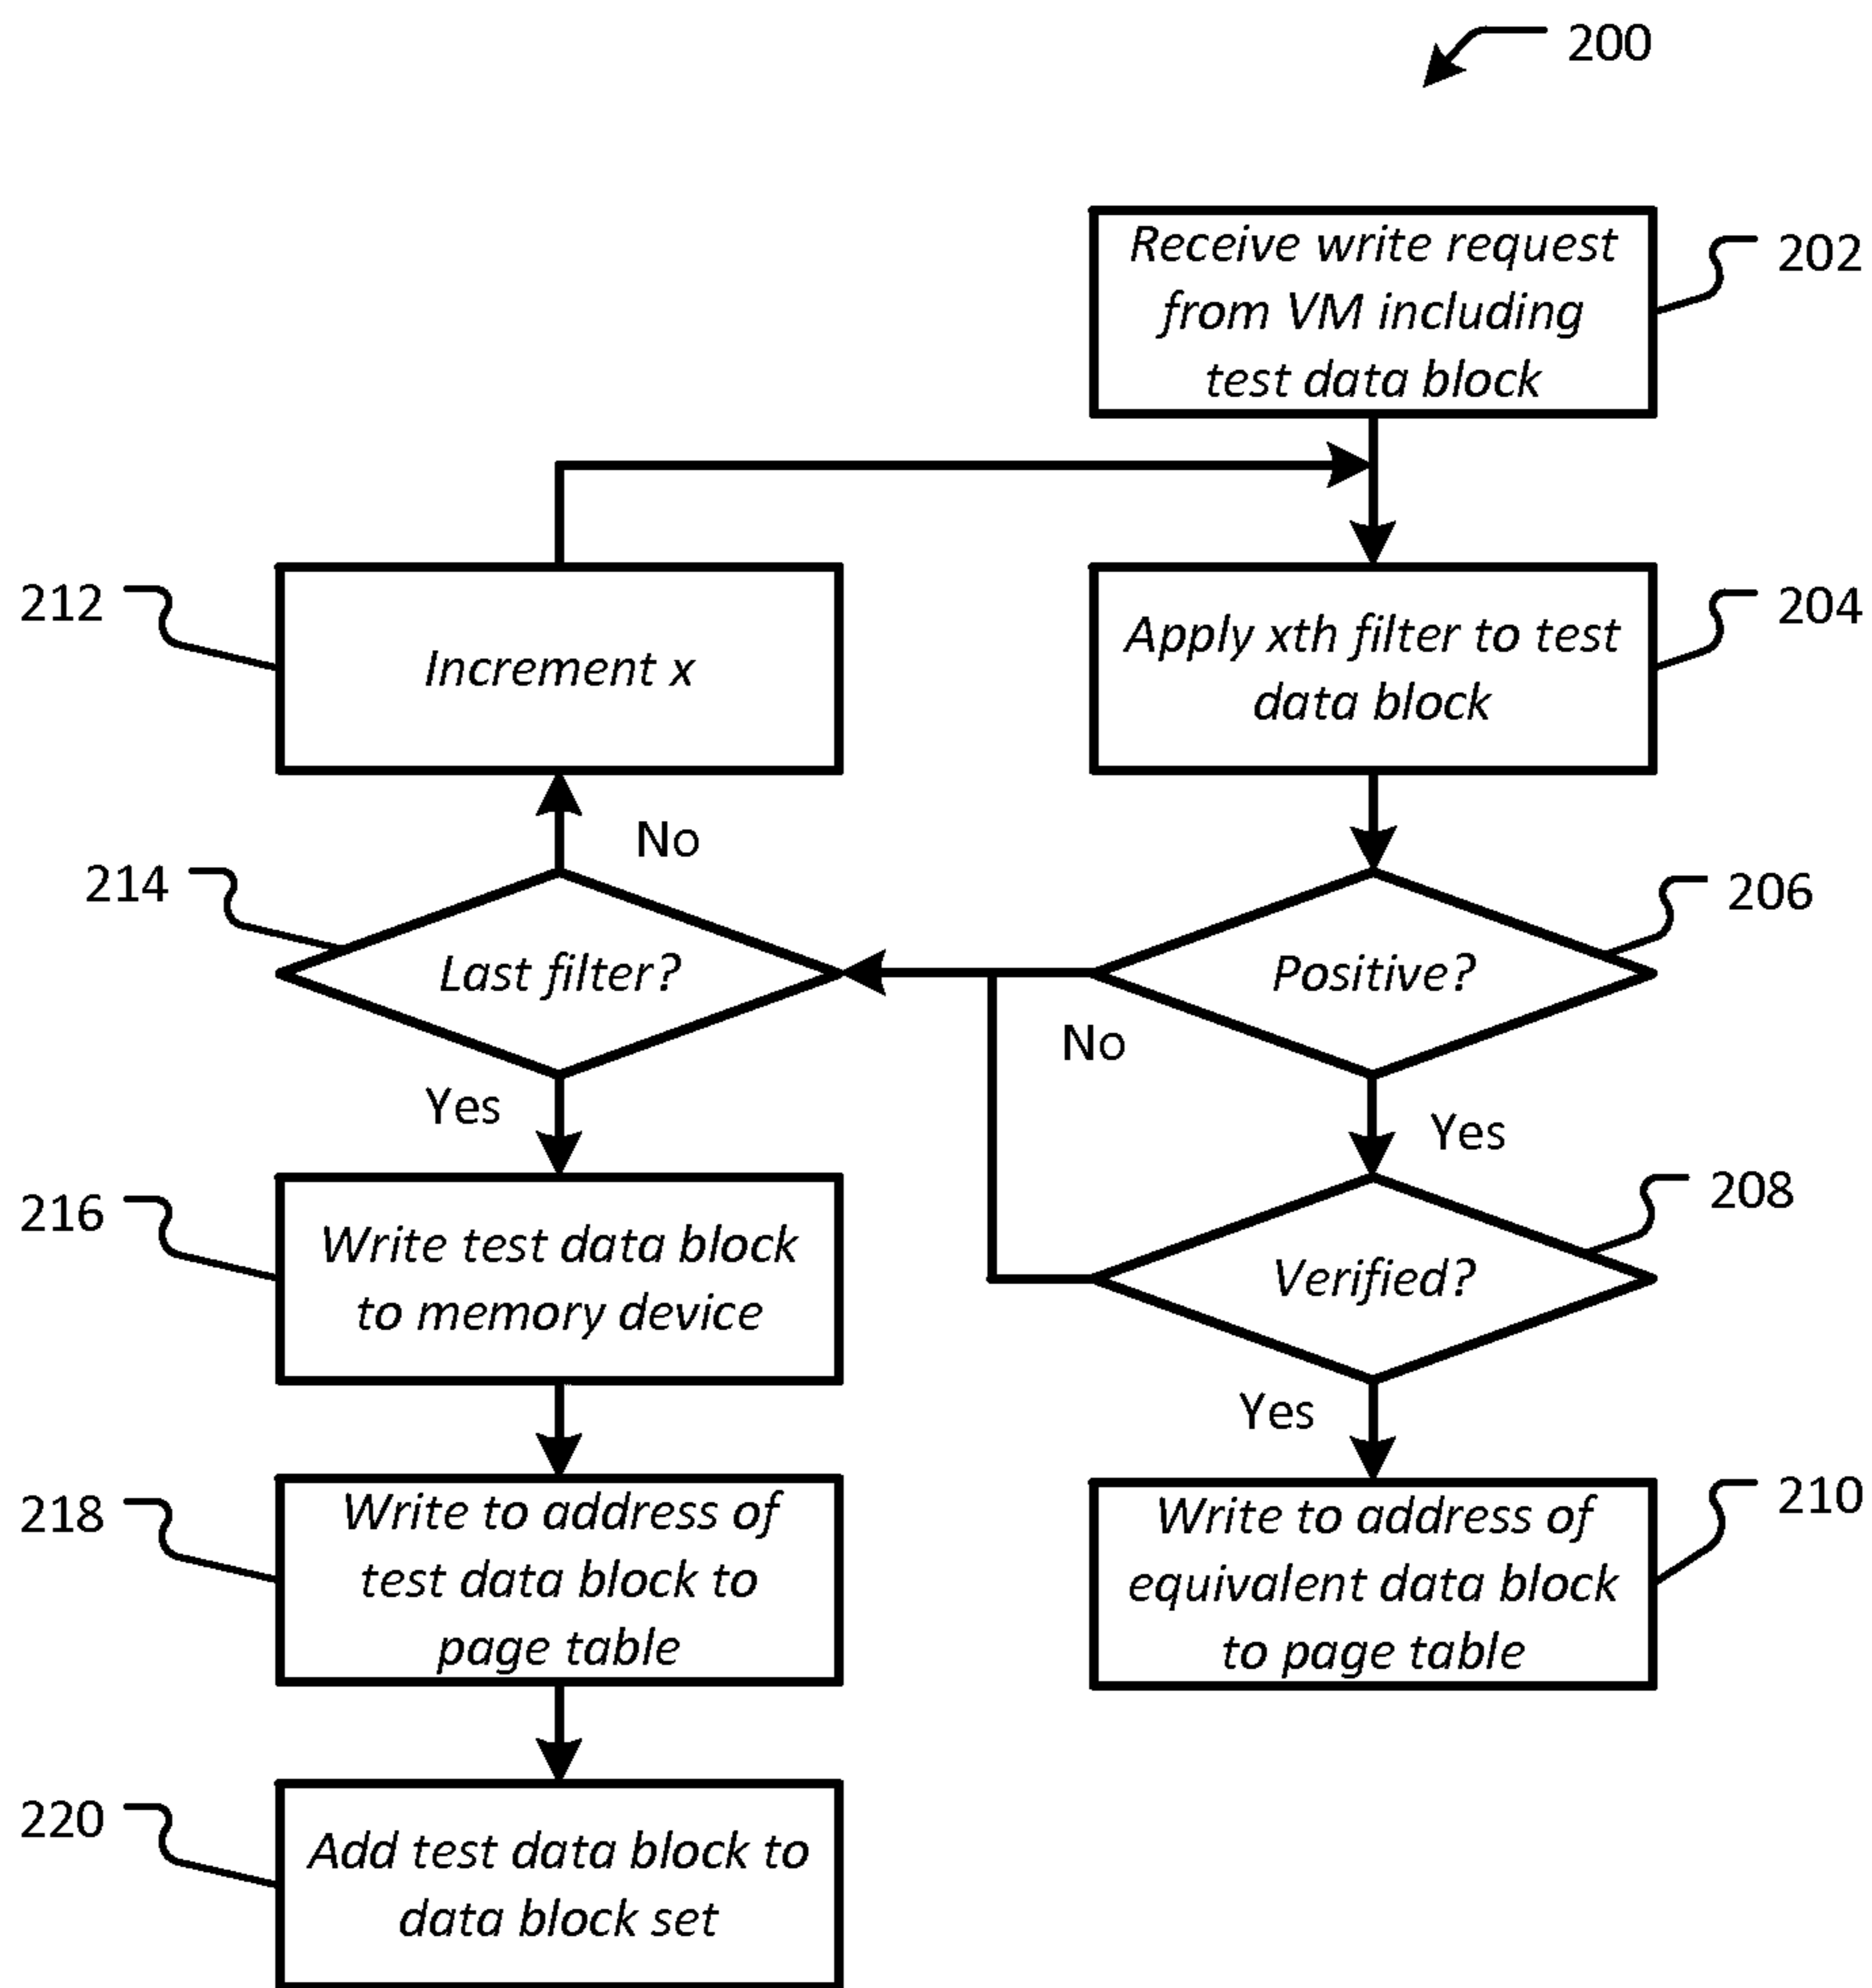 200
Receive write request
from VM including
test data block
202
Apply xth filter to test
data block
204
Positive?
206
No
Yes
Verified?
208
Yes
Write to address of
equivalent data block
to page table
210
212
Increment x
No
214
Last filter?
Yes
216
Write test data block
to memory device
218
Write to address of
test data block to
page table
220
Add test data block to
data block set